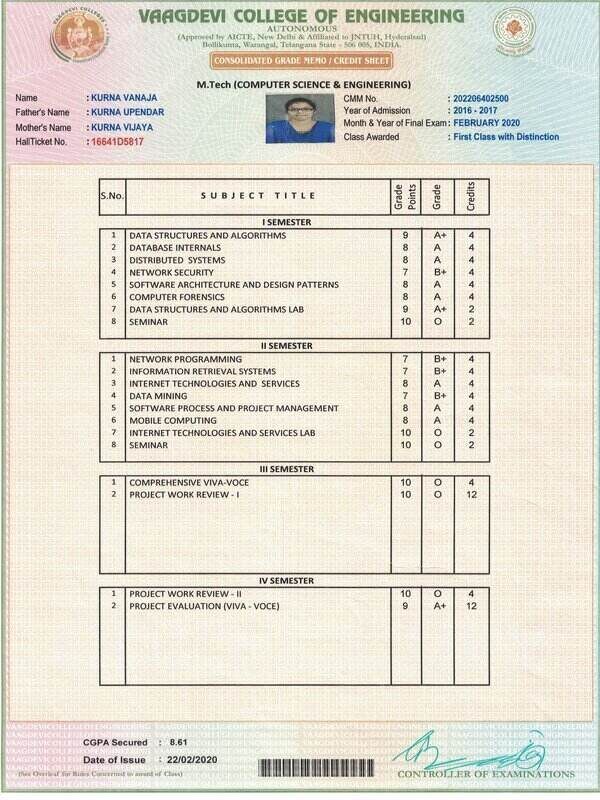 VAAGDEVI COLLEGE OF ENGINEERING
AUTONOMOUS
(Approved by AICTE, New Delhi & Affiliated to JNTUH, Hyderabad)
Bollikunta, Warangal, Telangana State - 506 005, INDIA.
CONSOLIDATED GRADE MEMO / CREDIT SHEET
M.Tech (COMPUTER SCIENCE & ENGINEERING)
Name : KURNA VANAJA
Father's Name : KURNA UPENDAR
Mother's Name : KURNA VIJAYA
HallTicket No. : 16641D5817
CMM No. : 202206402500
Year of Admission : 2016 - 2017
Month & Year of Final Exam : FEBRUARY 2020
Class Awarded : First Class with Distinction
S.No. SUBJECT TITLE Grade Points Grade Credits
I SEMESTER
1 DATA STRUCTURES AND ALGORITHMS 9 A+ 4
2 DATABASE INTERNALS 8 A 4
3 DISTRIBUTED SYSTEMS 8 A 4
4 NETWORK SECURITY 7 B+ 4
5 SOFTWARE ARCHITECTURE AND DESIGN PATTERNS 8 A 4
6 COMPUTER FORENSICS 8 A 4
7 DATA STRUCTURES AND ALGORITHMS LAB 9 A+ 2
8 SEMINAR 10 O 2
II SEMESTER
1 NETWORK PROGRAMMING 7 B+ 4
2 INFORMATION RETRIEVAL SYSTEMS 7 B+ 4
3 INTERNET TECHNOLOGIES AND SERVICES 8 A 4
4 DATA MINING 7 B+ 4
5 SOFTWARE PROCESS AND PROJECT MANAGEMENT 8 A 4
6 MOBILE COMPUTING 8 A 4
7 INTERNET TECHNOLOGIES AND SERVICES LAB 10 O 2
8 SEMINAR 10 O 2
III SEMESTER
1 COMPREHENSIVE VIVA-VOCE 10 O 4
2 PROJECT WORK REVIEW - I 10 O 12
IV SEMESTER
1 PROJECT WORK REVIEW - II 10 O 4
2 PROJECT EVALUATION (VIVA - VOCE) 9 A+ 12
CGPA Secured : 8.61
Date of Issue : 22/02/2020
(See Overleaf for Rules Concerned to award of Class)
CONTROLLER OF EXAMINATIONS